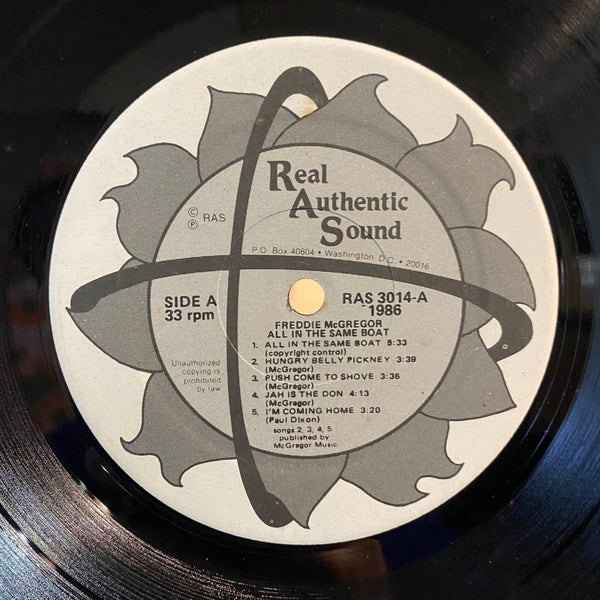 Real
Authentic
Sound
© RAS
℗
P.O. Box 40804 • Washington D.C. • 20016
SIDE A
33 rpm
RAS 3014-A
1986
FREDDIE McGREGOR
ALL IN THE SAME BOAT
1. ALL IN THE SAME BOAT 5:33
(copyright control)
2. HUNGRY BELLY PICKNEY 3:39
(McGregor)
3. PUSH COME TO SHOVE 3:36
(McGregor)
4. JAH IS THE DON 4:13
(McGregor)
5. I'M COMING HOME 3:20
(Paul Dixon)
songs 2, 3, 4, 5
published by
McGregor Music
Unauthorized
copying is
prohibited
by law